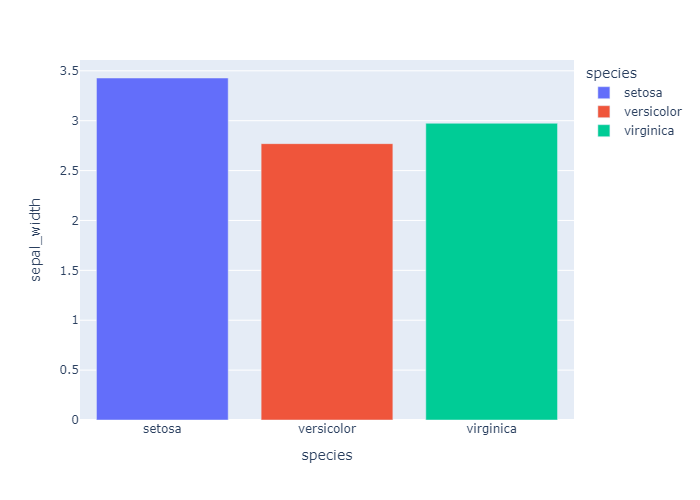 3.5
3
2.5
2
1.5
1
0.5
0
sepal_width
setosa
versicolor
virginica
species
species
setosa
versicolor
virginica